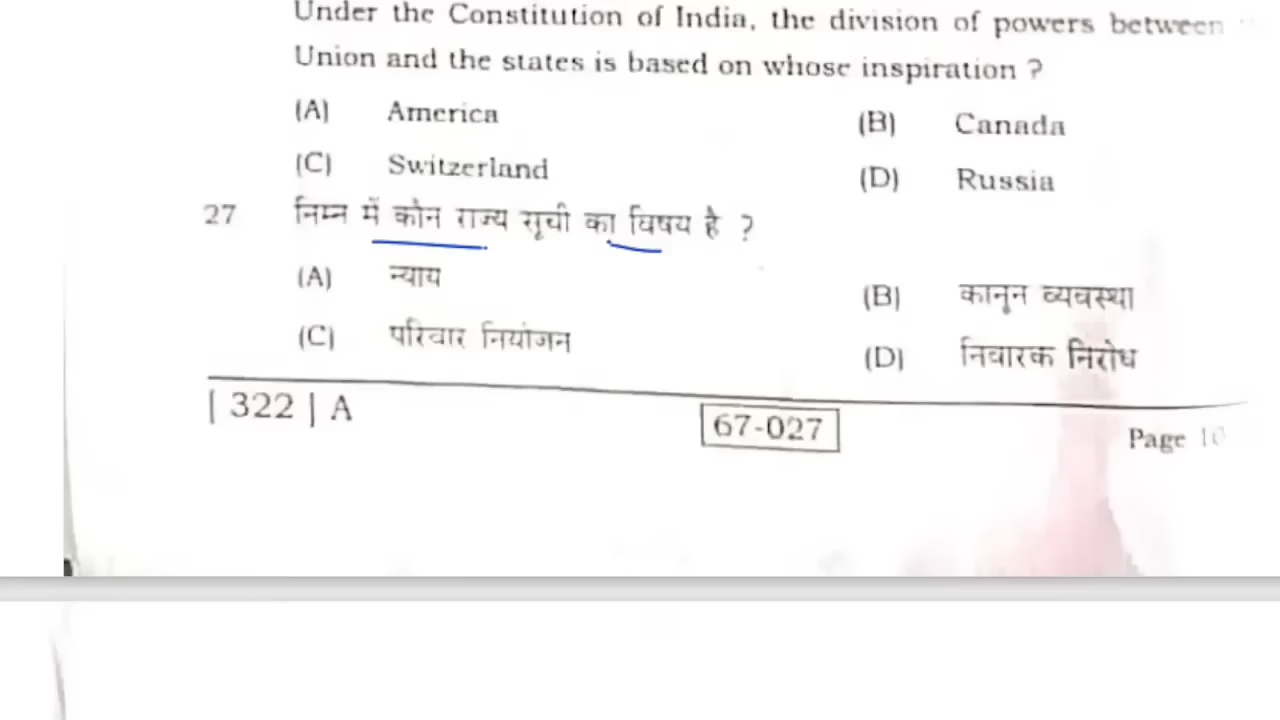 Under the Constitution of India, the division of powers between
Union and the states is based on whose inspiration ?
(A) America (B) Canada
(C) Switzerland (D) Russia
27 निम्न में कौन राज्य सूची का विषय है ?
(A) न्याय (B) कानून व्यवस्था
(C) परिवार नियोजन (D) निवारक निरोध
| 322 | A 67-027 Page